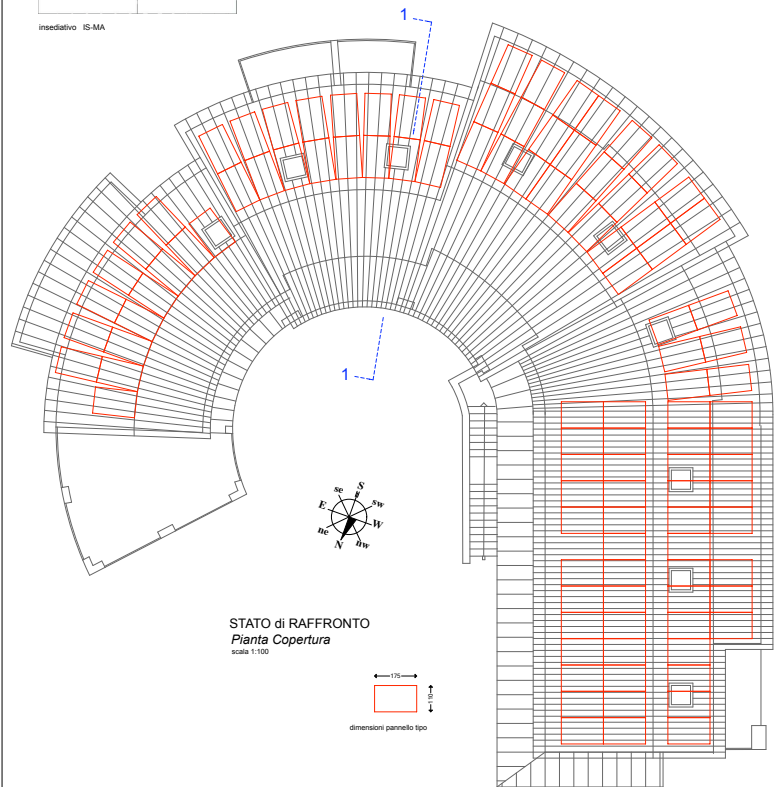 insediativo IS-MA
1
1
S
se
sw
E
W
ne
nw
N
STATO di RAFFRONTO
Pianta Copertura
scala 1:100
175
110
dimensioni pannello tipo